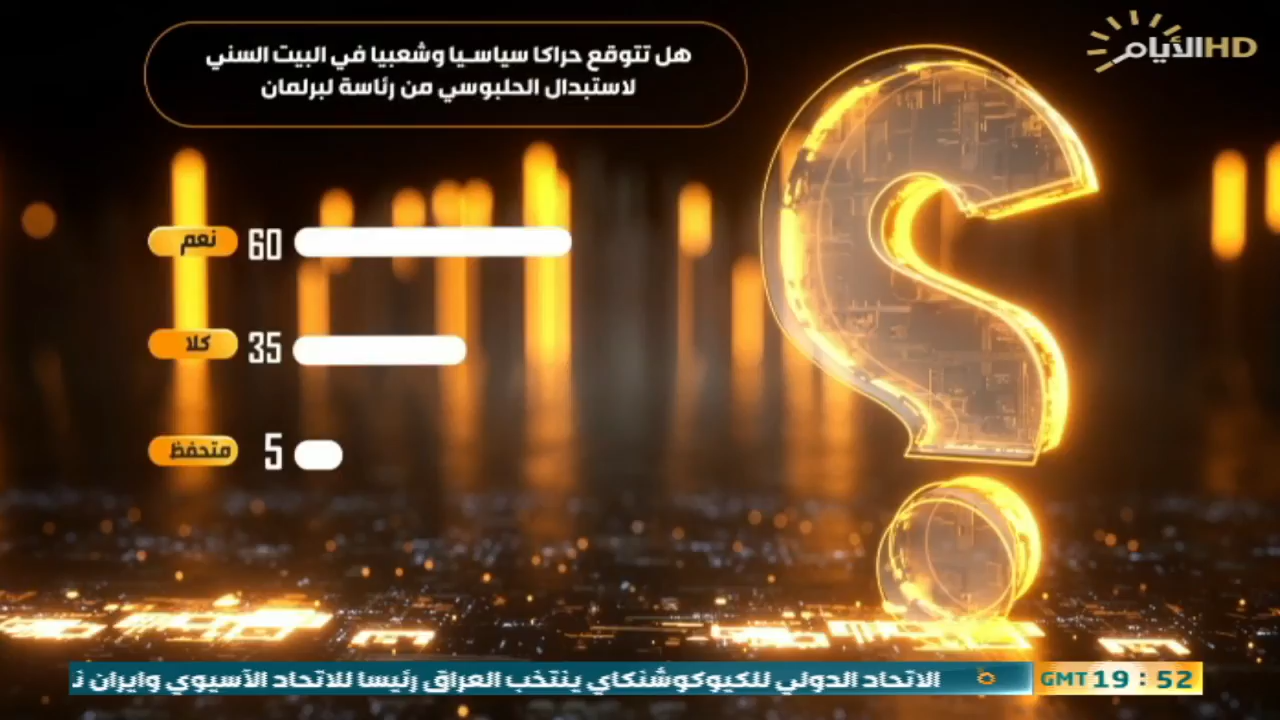 هل تتوقع حراكا سياسيا وشعبيا في البيت السني
لاستبدال الحلبوسي من رئاسة لبرلمان
الأيام HD
نعم 60
كلا 35
متحفظ 5
الاتحاد الدولي للكيوكوشنكاي ينتخب العراق رئيسا للاتحاد الآسيوي وايران
GMT 19 : 52